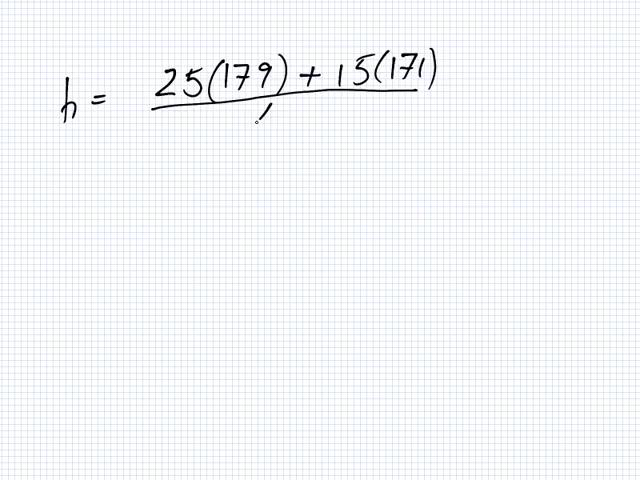 h = 25(179) + 15(171)